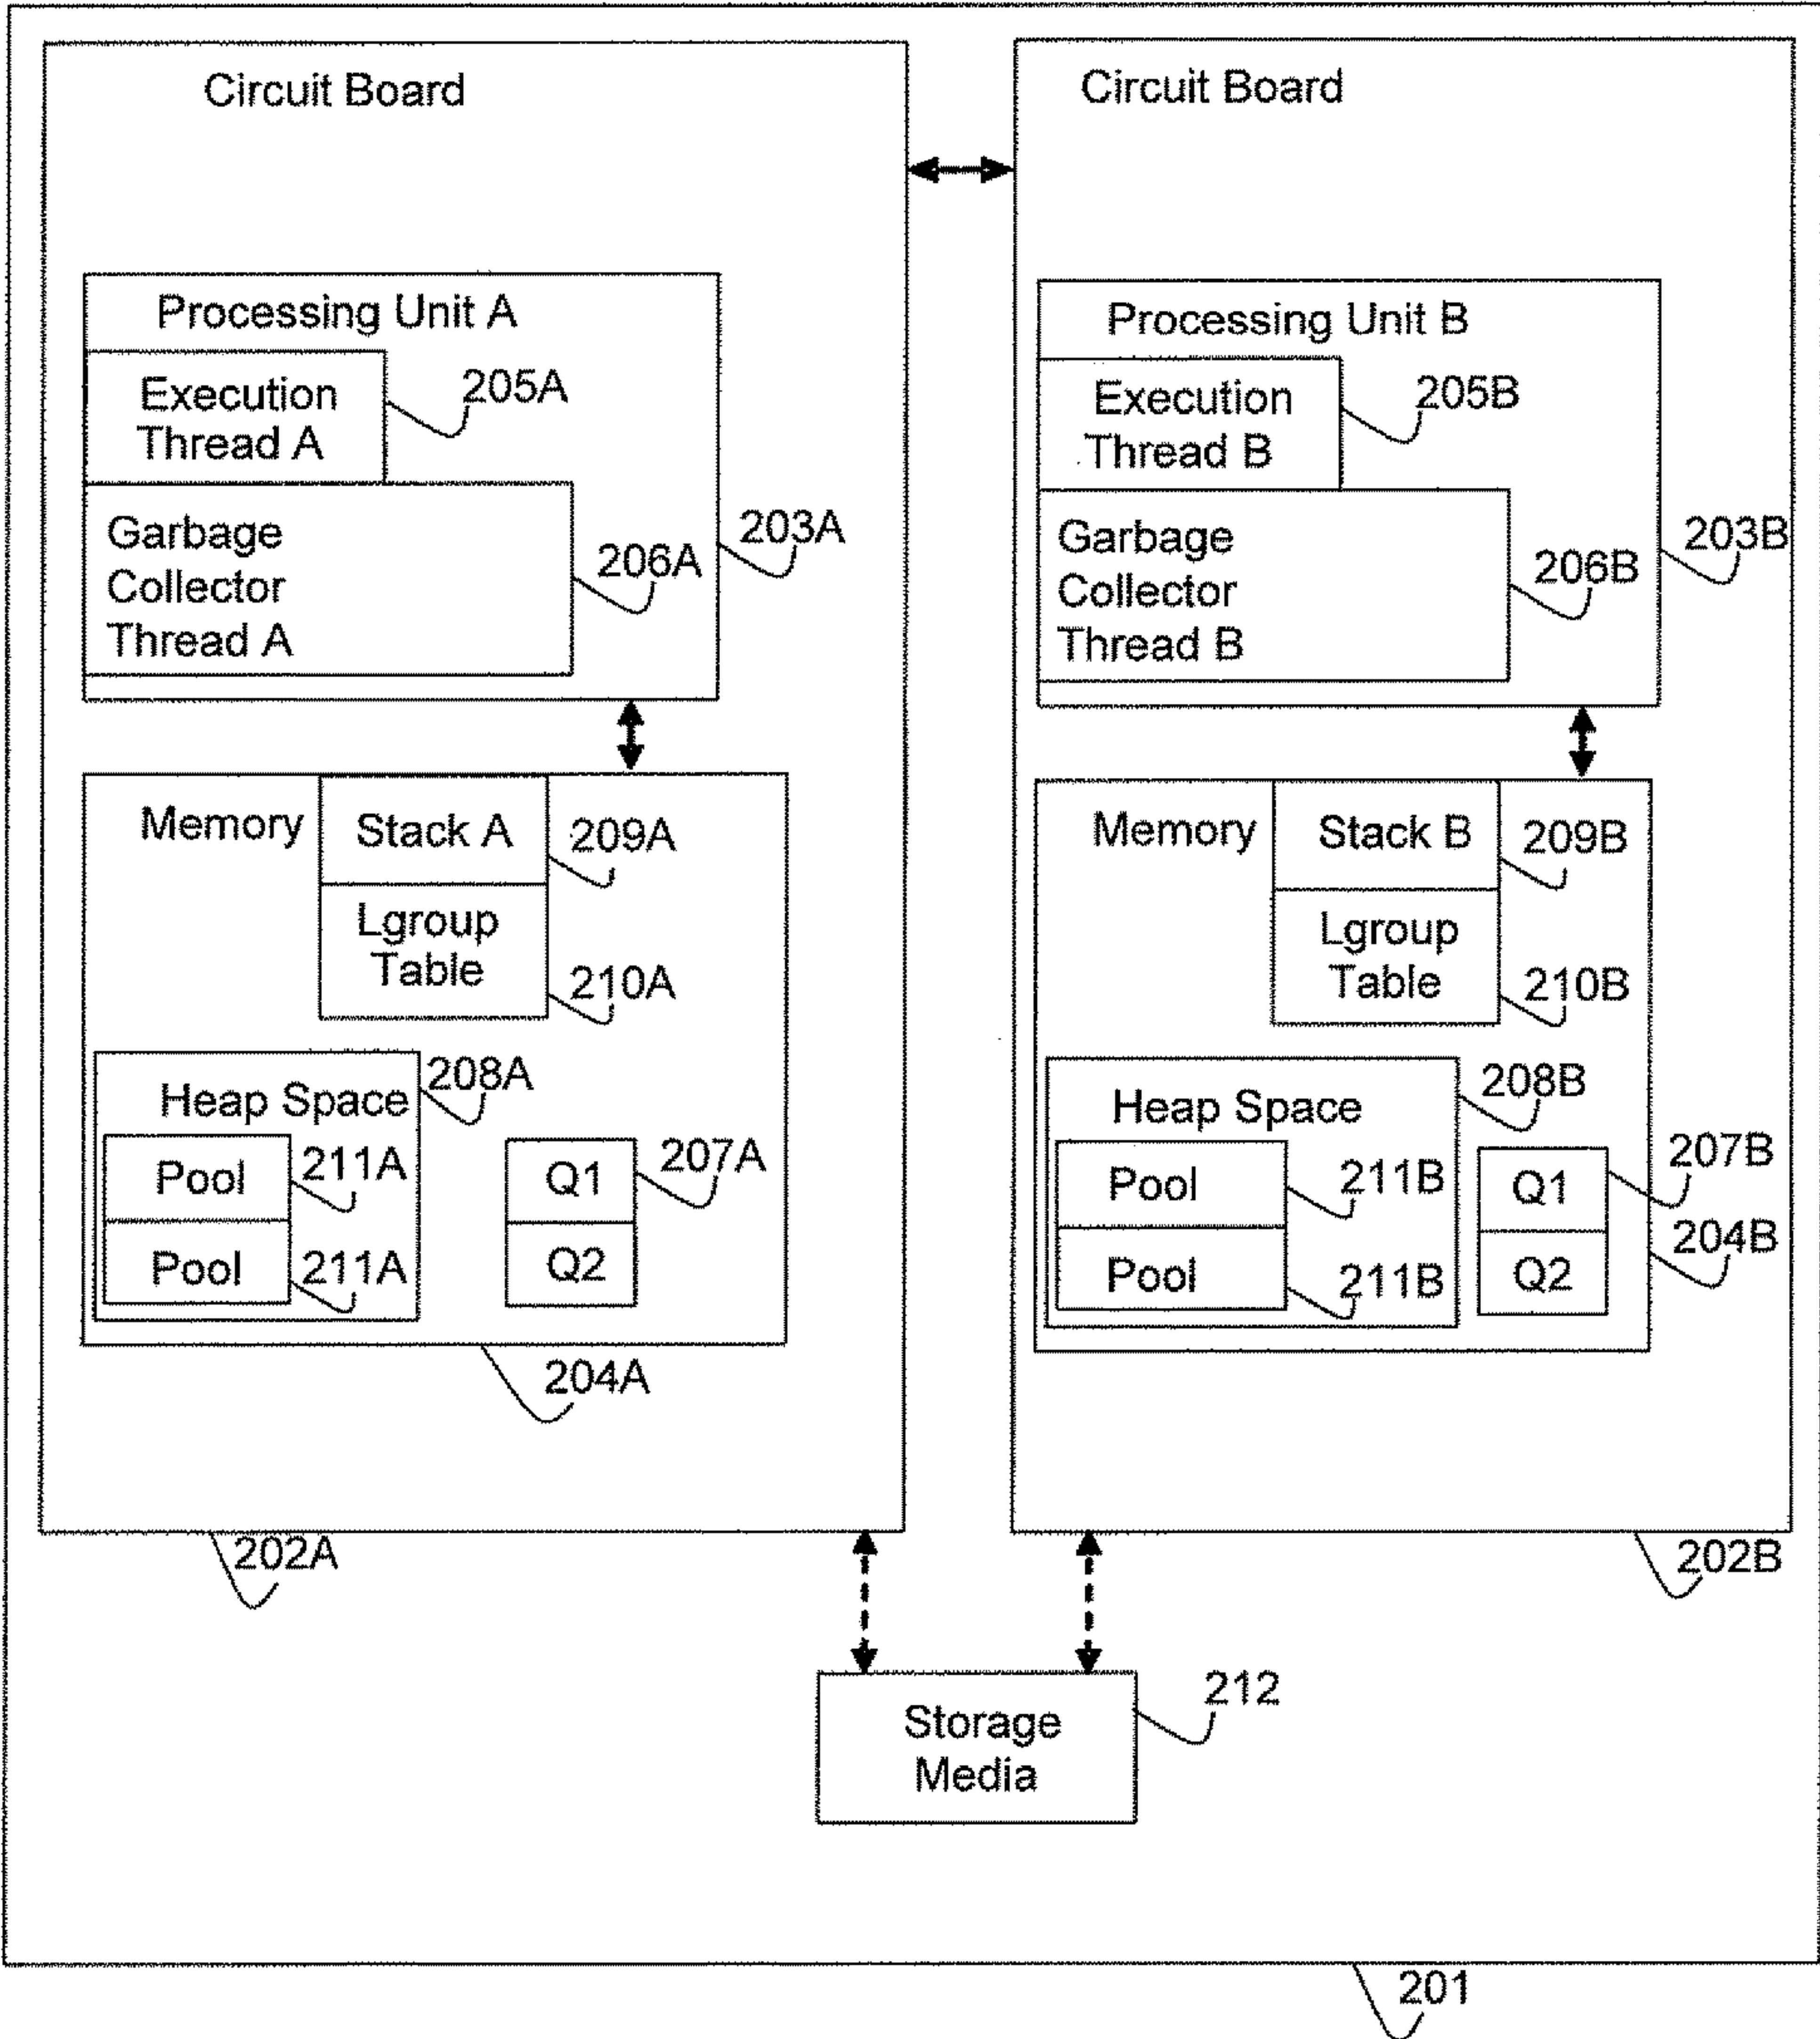 Circuit Board
Processing Unit A
Execution
Thread A
205A
Garbage
Collector
Thread A
206A
203A
Memory
Stack A
209A
Lgroup
Table
210A
Heap Space
208A
Pool
211A
Pool
211A
Q1
207A
Q2
204A
202A
Circuit Board
Processing Unit B
Execution
Thread B
205B
Garbage
Collector
Thread B
206B
203B
Memory
Stack B
209B
Lgroup
Table
210B
Heap Space
208B
Pool
211B
Pool
211B
Q1
207B
Q2
204B
202B
Storage
Media
212
201